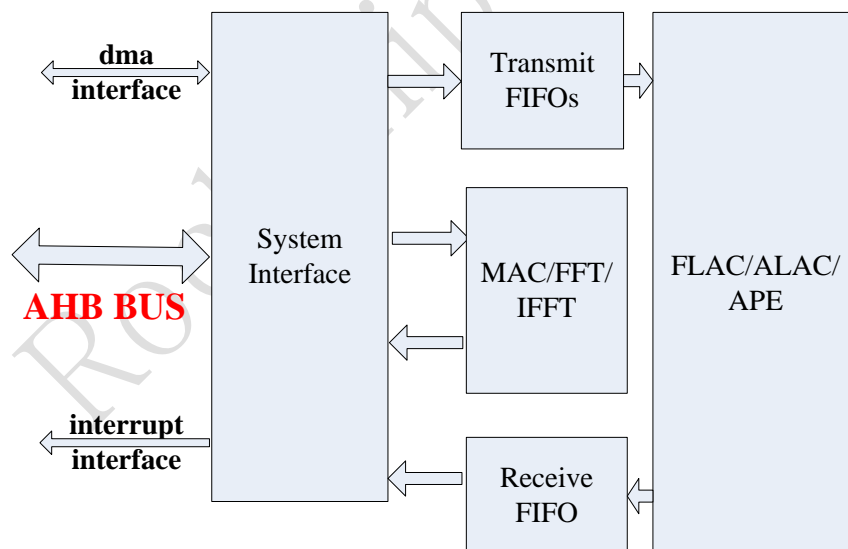 dma
interface
AHB BUS
interrupt
interface
System
Interface
Transmit
FIFOs
MAC/FFT/
IFFT
Receive
FIFO
FLAC/ALAC/
APE